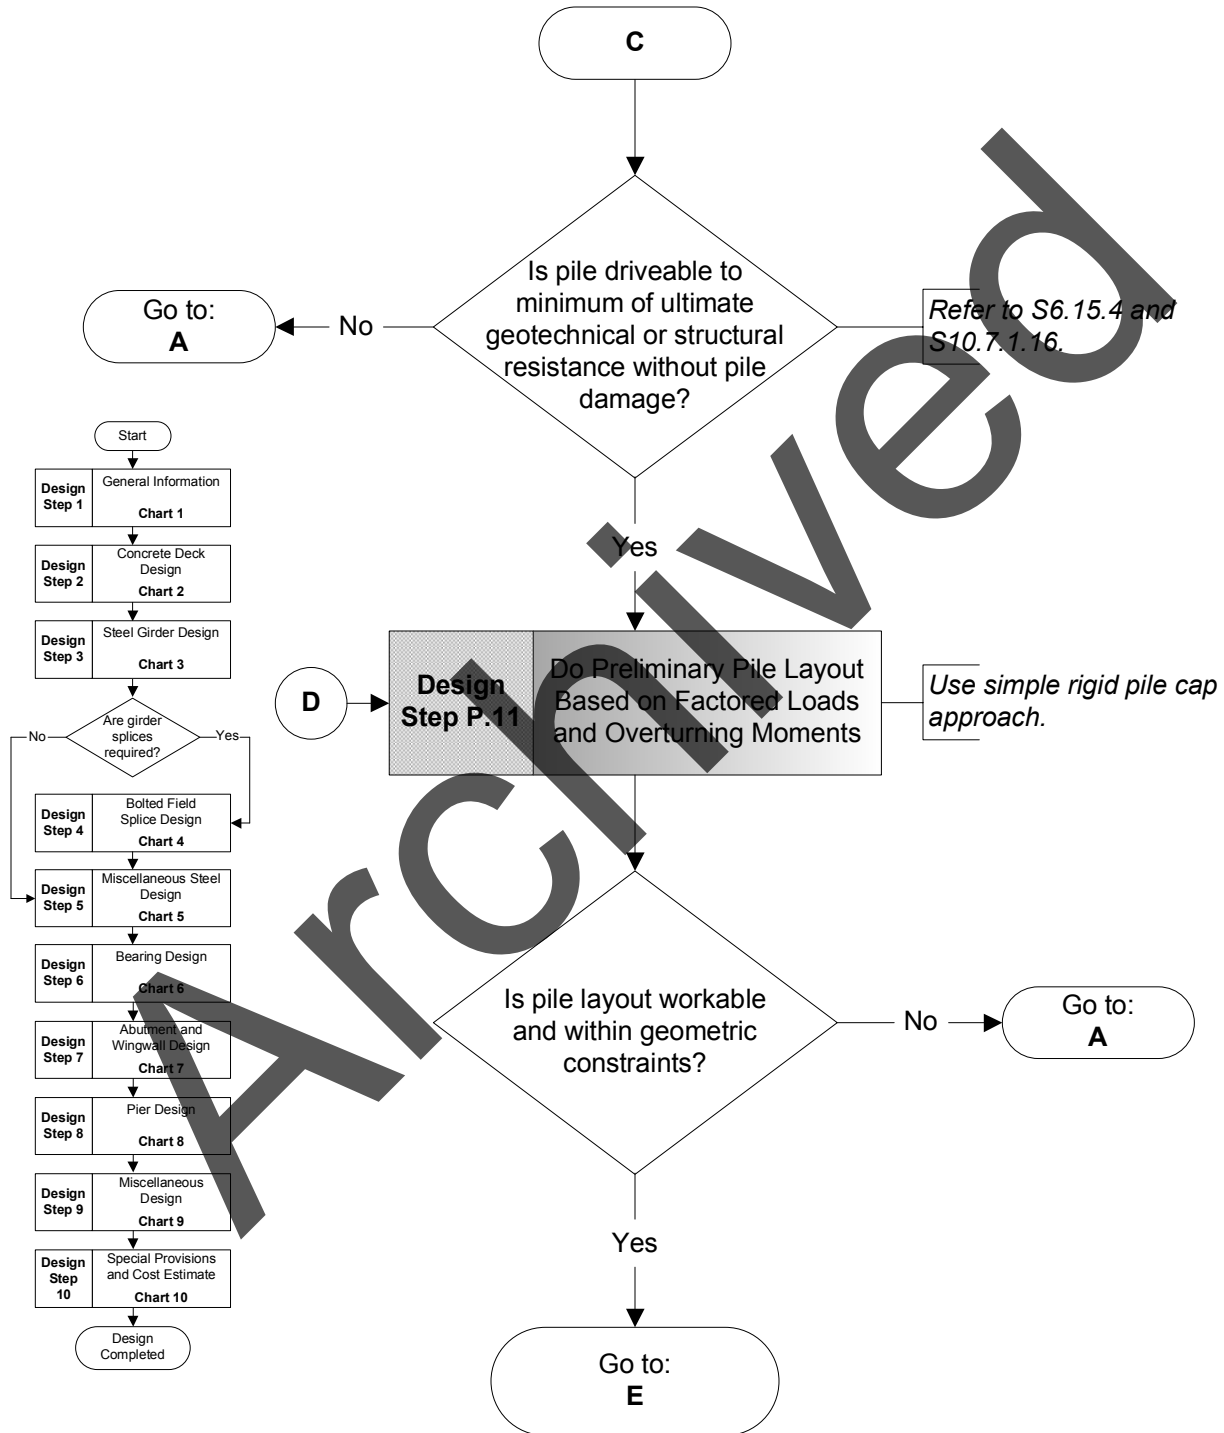 C
Is pile driveable to
minimum of ultimate
geotechnical or structural
resistance without pile
damage?
No
Go to:
A
Refer to S6.15.4 and
S10.7.1.16.
Yes
D
Design
Step P.11
Do Preliminary Pile Layout
Based on Factored Loads
and Overturning Moments
Use simple rigid pile cap
approach.
Is pile layout workable
and within geometric
constraints?
No
Go to:
A
Yes
Go to:
E
Start
Design
Step 1
General Information
Chart 1
Design
Step 2
Concrete Deck
Design
Chart 2
Design
Step 3
Steel Girder Design
Chart 3
Are girder
splices
required?
No
Yes
Design
Step 4
Bolted Field
Splice Design
Chart 4
Design
Step 5
Miscellaneous Steel
Design
Chart 5
Design
Step 6
Bearing Design
Chart 6
Design
Step 7
Abutment and
Wingwall Design
Chart 7
Design
Step 8
Pier Design
Chart 8
Design
Step 9
Miscellaneous
Design
Chart 9
Design
Step
10
Special Provisions
and Cost Estimate
Chart 10
Design
Completed
Archived